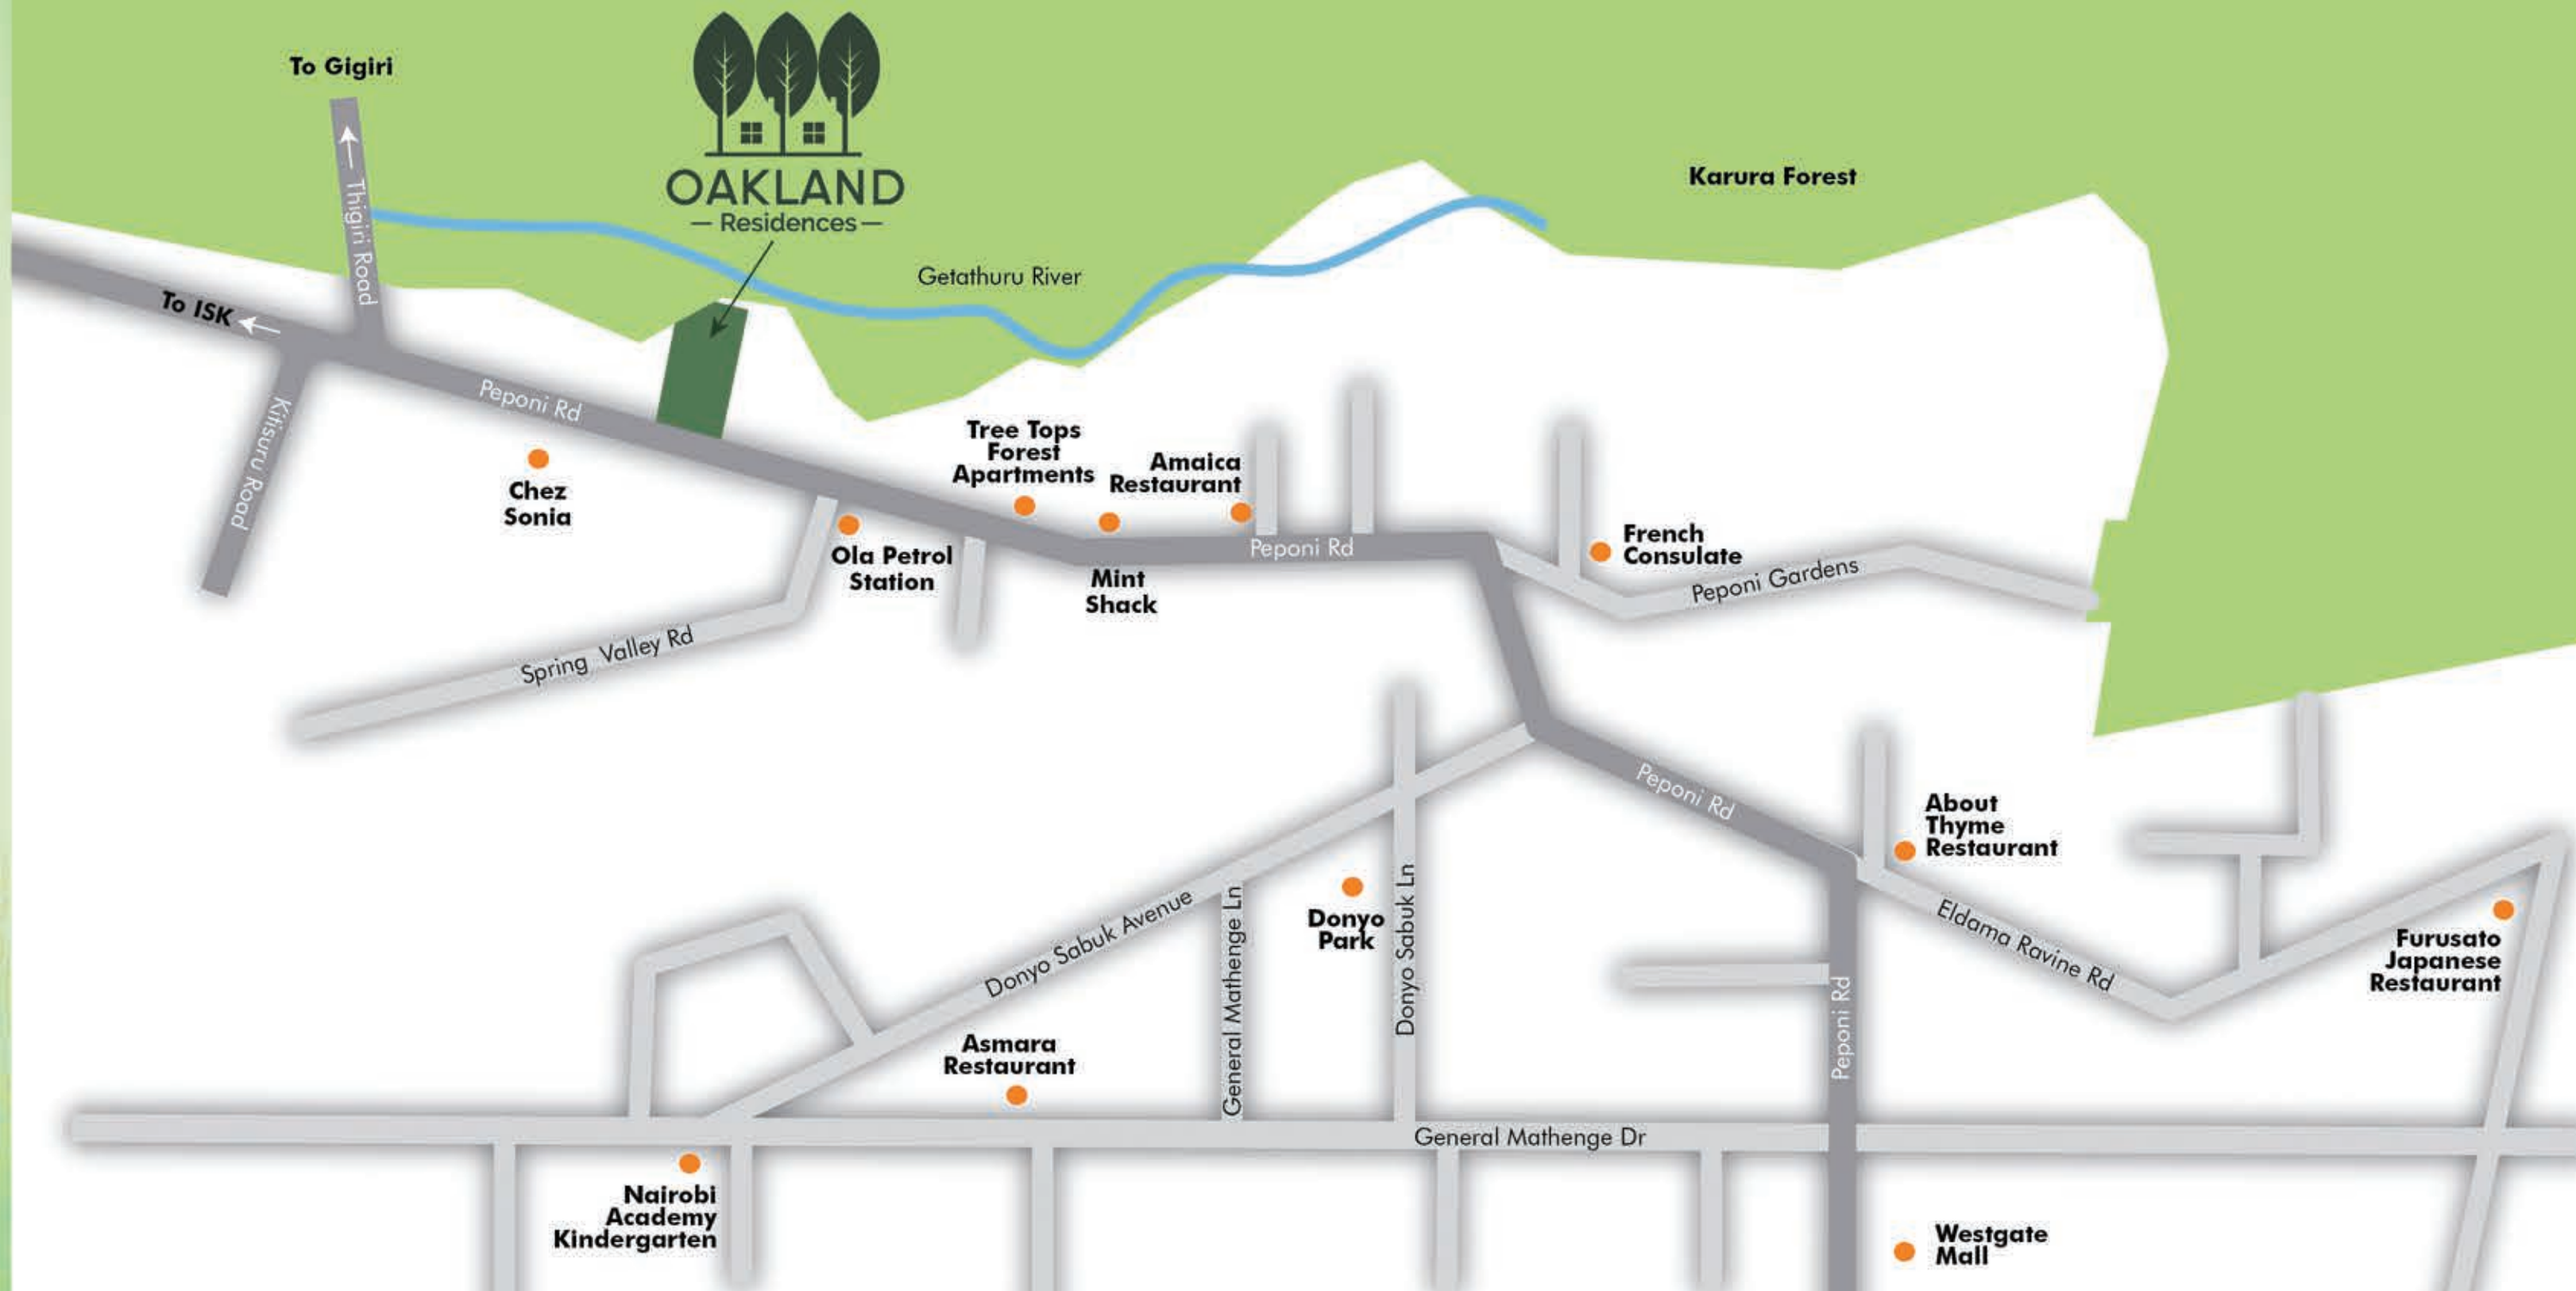 To Gigiri
OAKLAND
Residences
Karura Forest
Thigiri Road
Getathuru River
To ISK
Peponi Rd
Kitisuru Road
Chez
Sonia
Tree Tops
Forest
Apartments
Amaica
Restaurant
Ola Petrol
Station
Mint
Shack
Peponi Rd
French
Consulate
Peponi Gardens
Spring Valley Rd
Peponi Rd
About
Thyme
Restaurant
Donyo Sabuk Avenue
General Mathenge Ln
Donyo
Park
Donyo Sabuk Ln
Eldama Ravine Rd
Furusato
Japanese
Restaurant
Peponi Rd
Asmara
Restaurant
General Mathenge Dr
Nairobi
Academy
Kindergarten
Westgate
Mall